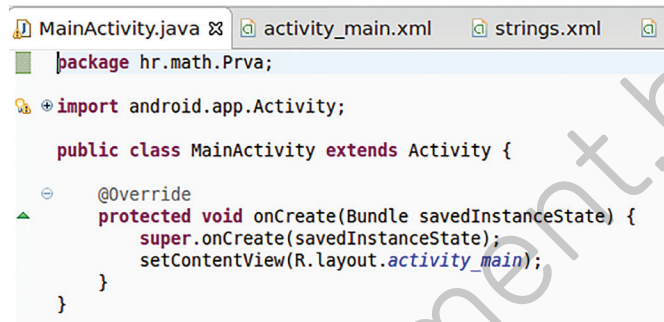 MainActivity.java activity_main.xml strings.xml
package hr.math.Prva;
import android.app.Activity;
public class MainActivity extends Activity {
@Override
protected void onCreate(Bundle savedInstanceState) {
super.onCreate(savedInstanceState);
setContentView(R.layout.activity_main);
}
}